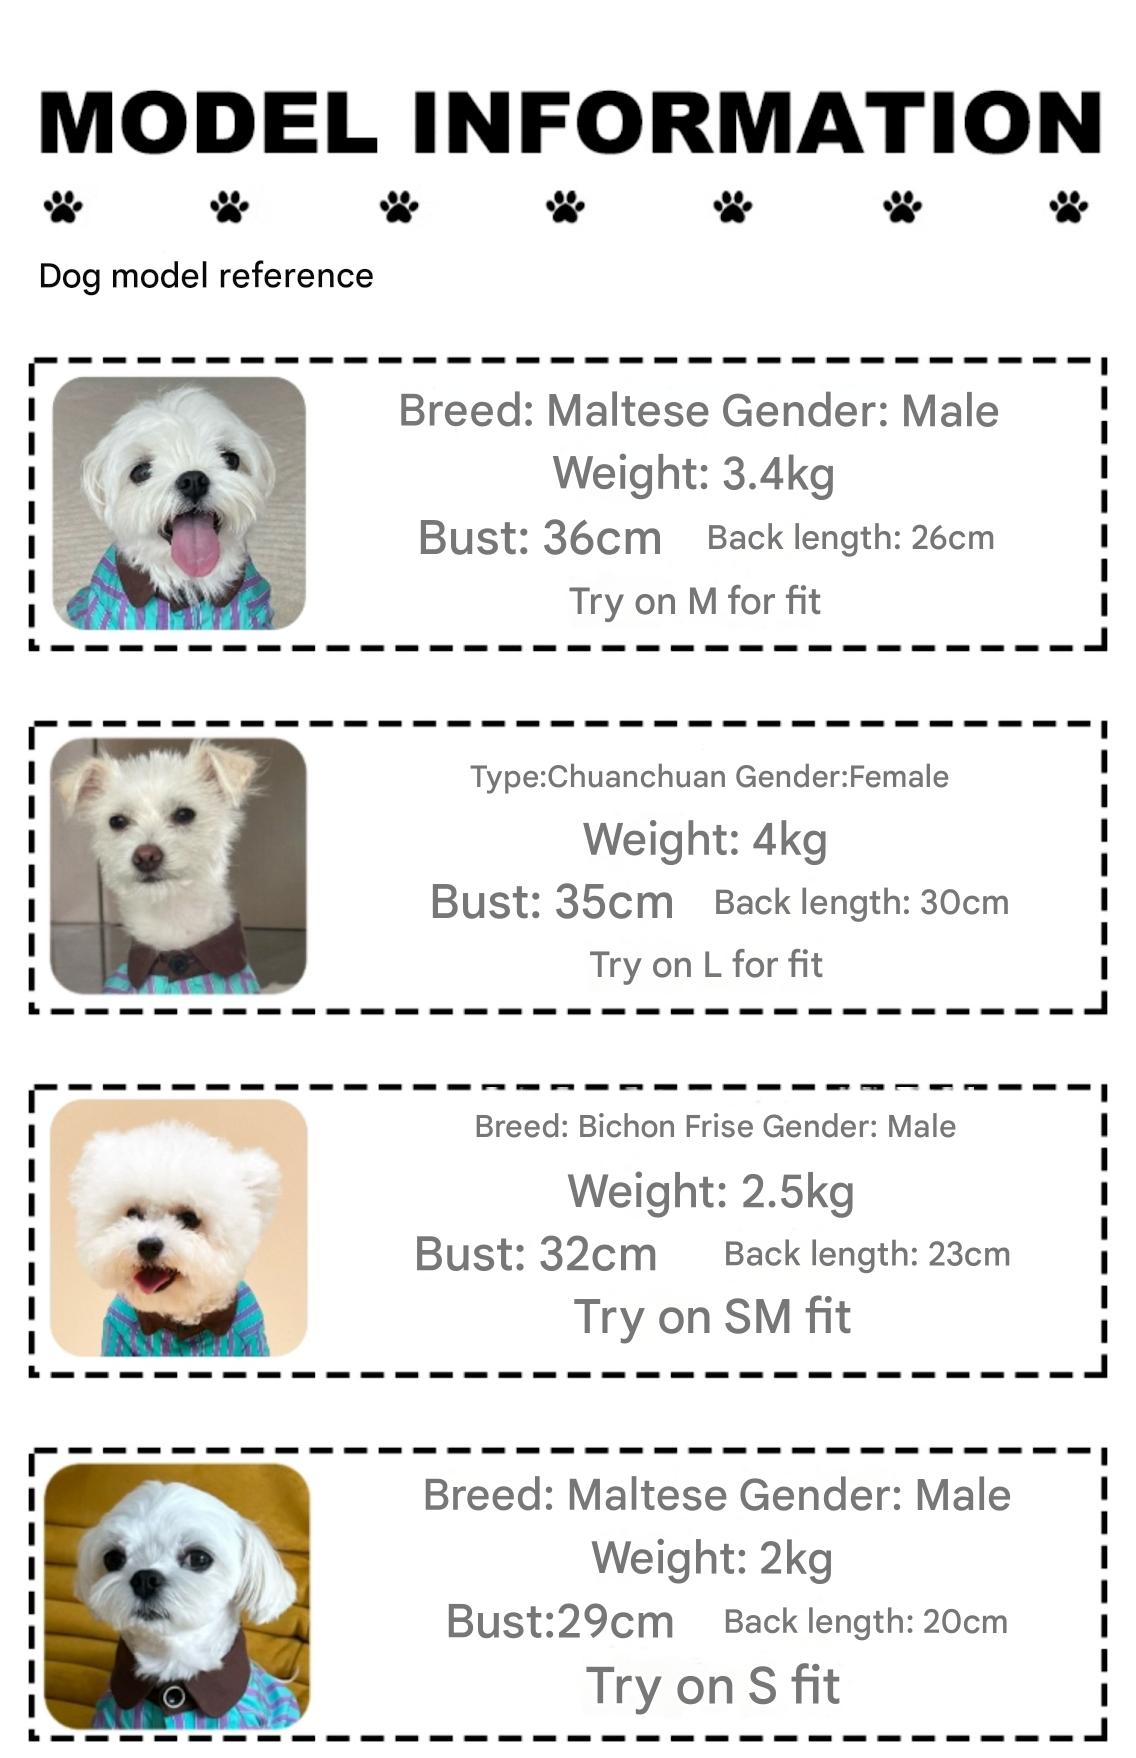 MODEL INFORMATION
Dog model reference
Breed: Maltese Gender: Male
Weight: 3.4kg
Bust: 36cm Back length: 26cm
Try on M for fit
Type:Chuanchuan Gender:Female
Weight: 4kg
Bust: 35cm Back length: 30cm
Try on L for fit
Breed: Bichon Frise Gender: Male
Weight: 2.5kg
Bust: 32cm Back length: 23cm
Try on SM fit
Breed: Maltese Gender: Male
Weight: 2kg
Bust:29cm Back length: 20cm
Try on S fit